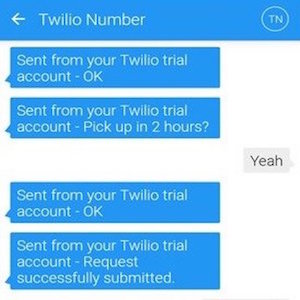 Twilio Number
TN
Sent from your Twilio trial
account - OK
Sent from your Twilio trial
account - Pick up in 2 hours?
Yeah
Sent from your Twilio trial
account - OK
Sent from your Twilio trial
account - Request
successfully submitted.